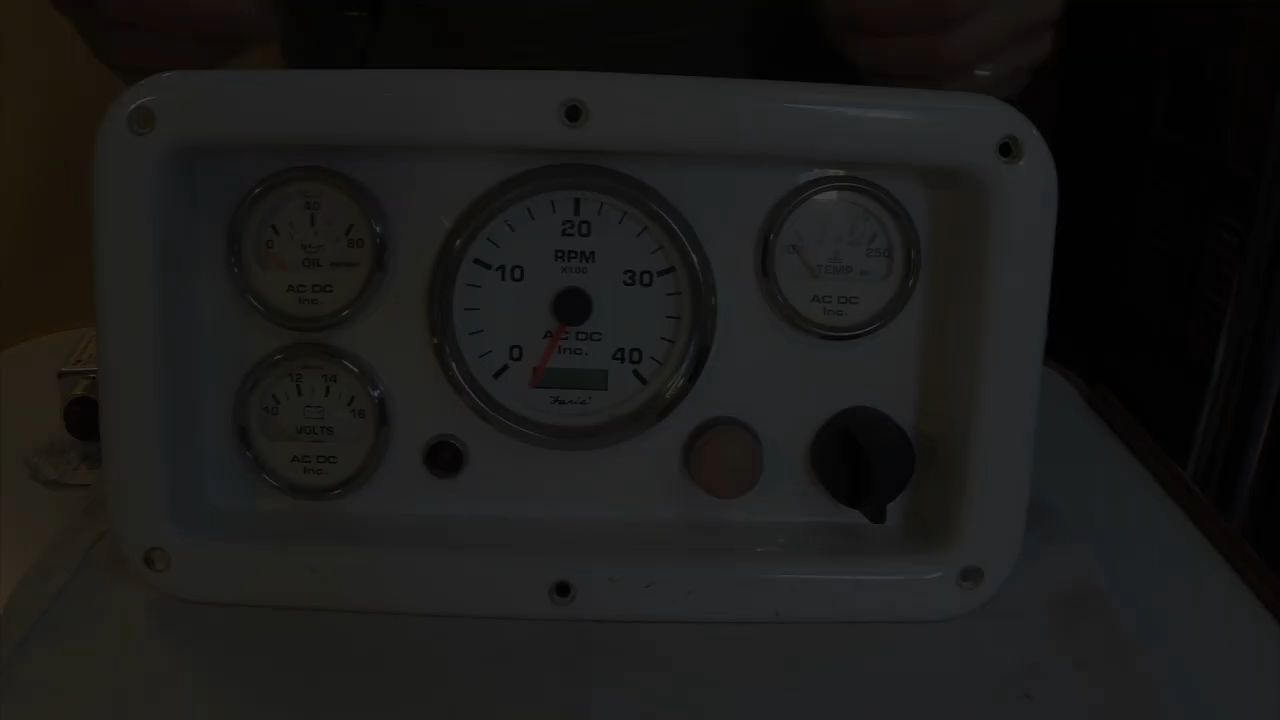 40
0 80
OIL
AC DC
Inc.
20
10 30
RPM
X100
AC DC
Inc.
0 40
Faria
250
TEMP
AC DC
Inc.
12 14
10 16
VOLTS
AC DC
Inc.